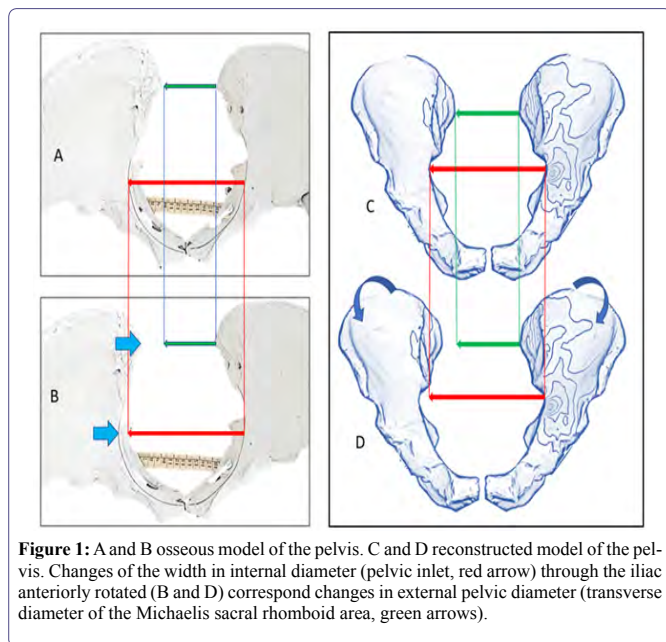 A
B
C
D
Figure 1: A and B osseous model of the pelvis. C and D reconstructed model of the pel-
vis. Changes of the width in internal diameter (pelvic inlet, red arrow) through the iliac
anteriorly rotated (B and D) correspond changes in external pelvic diameter (transverse
diameter of the Michaelis sacral rhomboid area, green arrows).